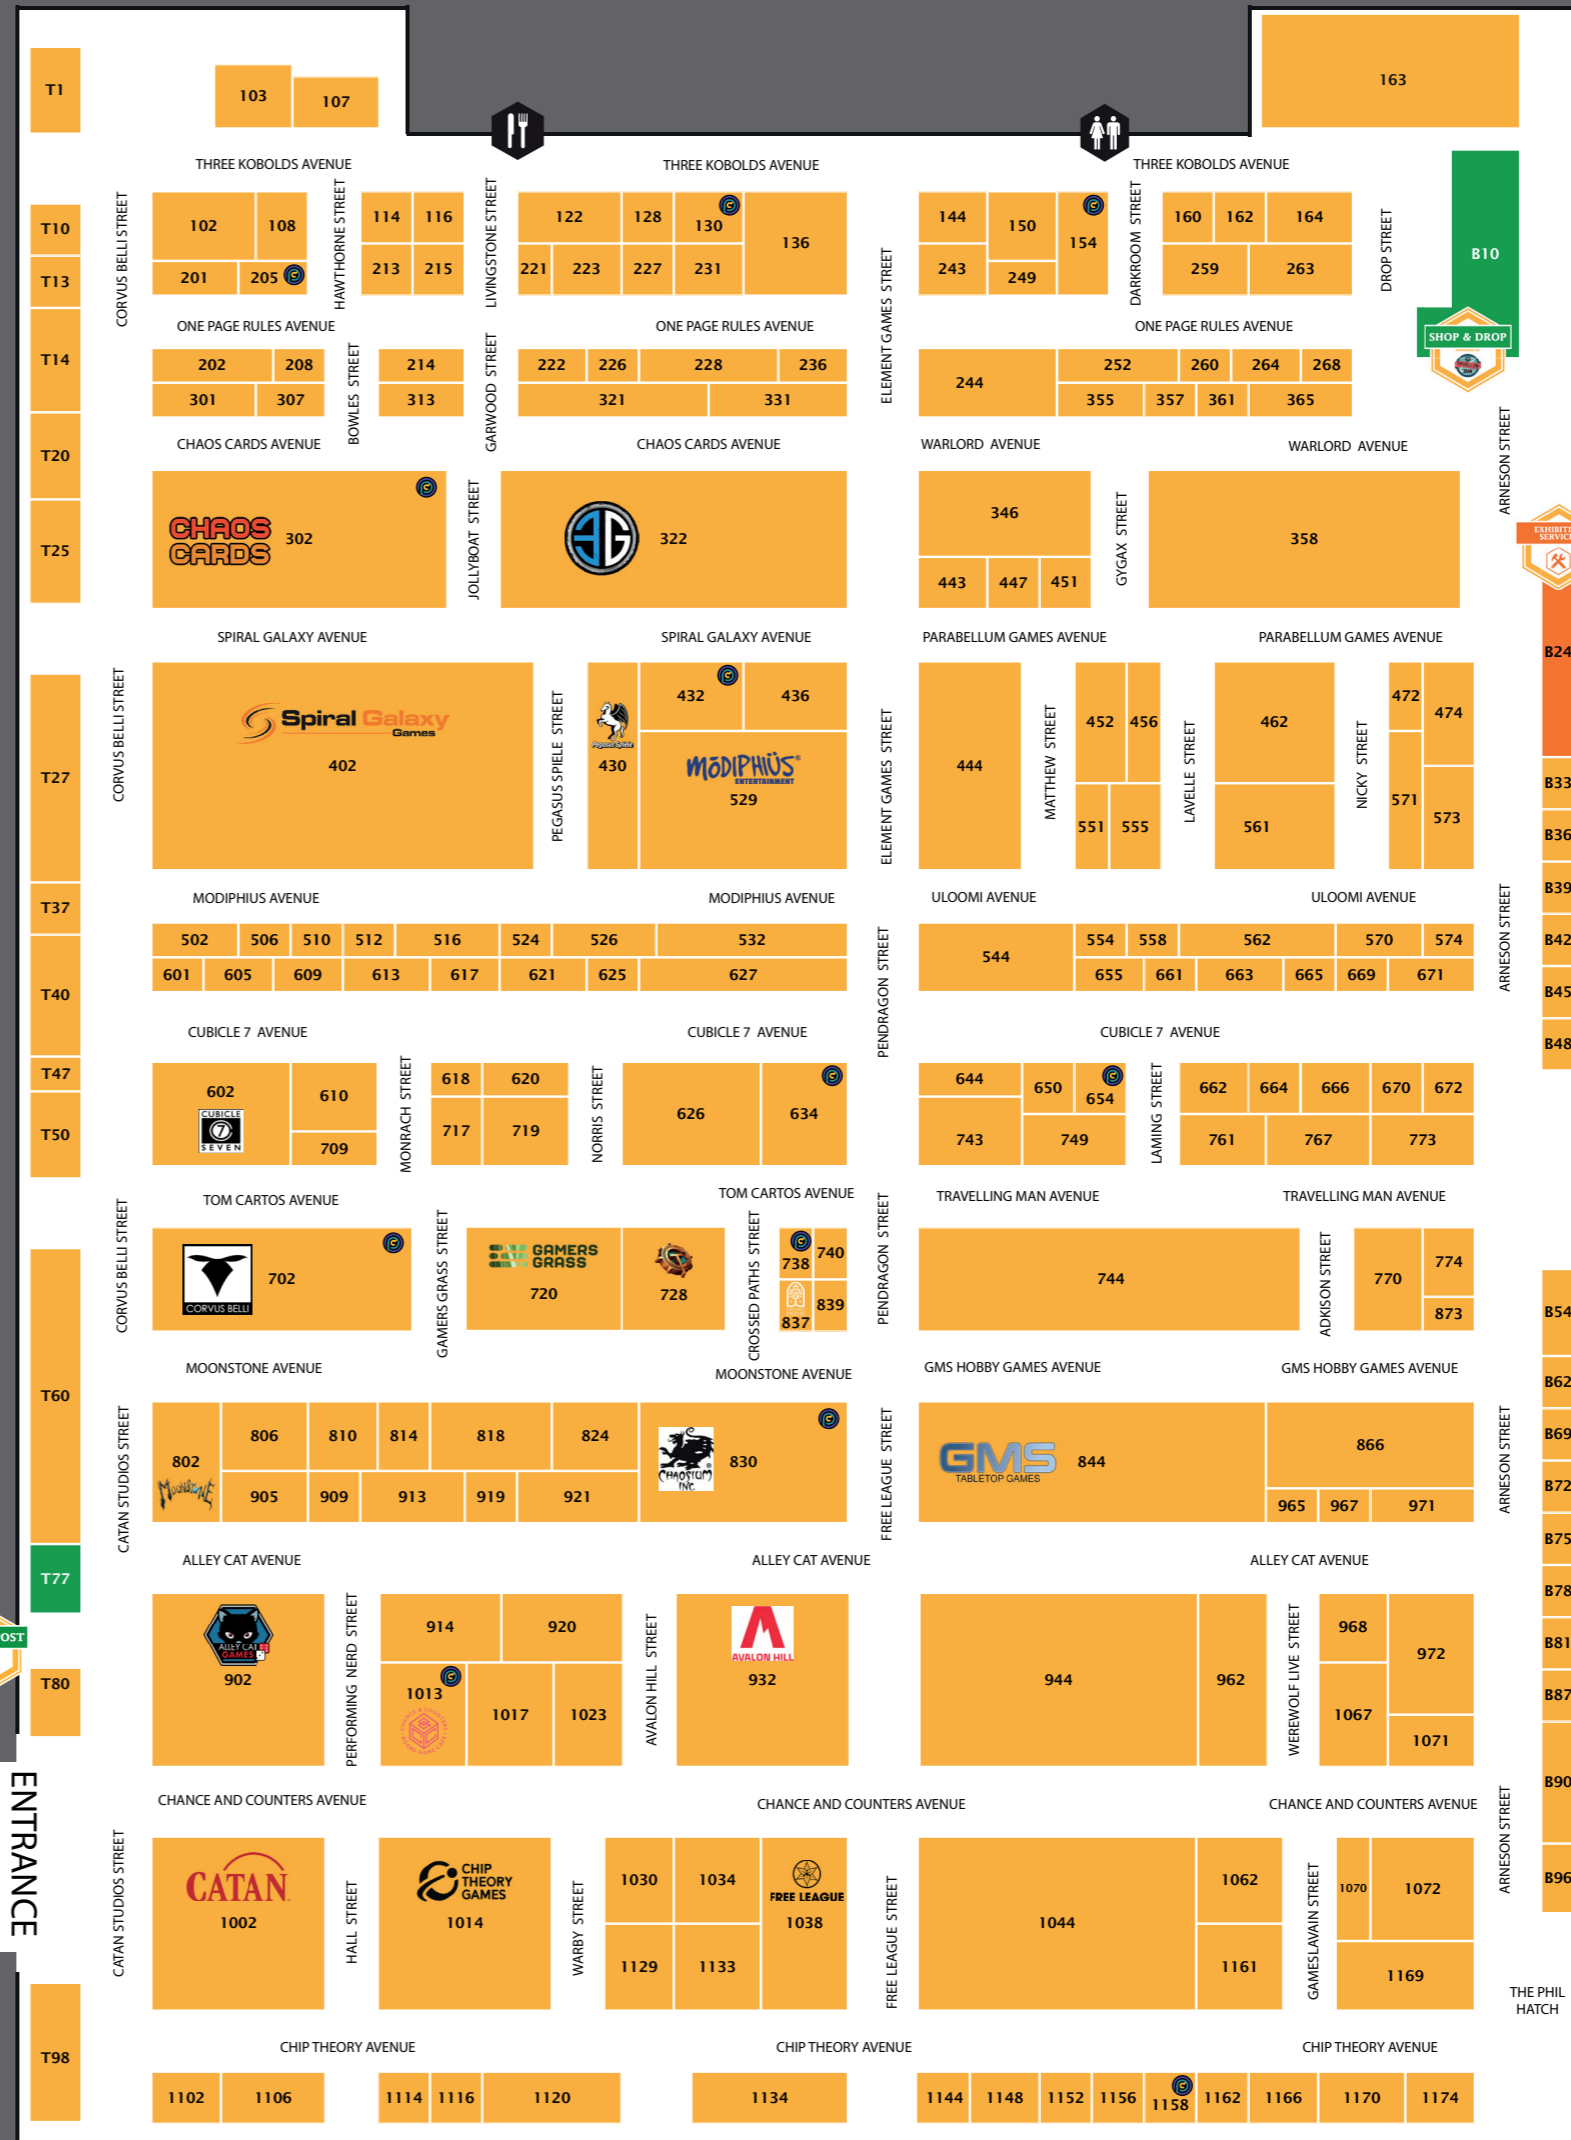 T1
103
107
163
THREE KOBOLDS AVENUE
THREE KOBOLDS AVENUE
THREE KOBOLDS AVENUE
CORVUS BELLI STREET
HAWTHORNE STREET
LIVINGSTONE STREET
ELEMENT GAMES STREET
DARKROOM STREET
DROP STREET
T10
102
108
114
116
122
128
130
136
144
150
154
160
162
164
B10
T13
201
205
213
215
221
223
227
231
243
249
259
263
ONE PAGE RULES AVENUE
ONE PAGE RULES AVENUE
ONE PAGE RULES AVENUE
SHOP & DROP
T14
202
208
BOWLES STREET
214
GARWOOD STREET
222
226
228
236
244
252
260
264
268
301
307
313
321
331
355
357
361
365
T20
CHAOS CARDS AVENUE
CHAOS CARDS AVENUE
WARLORD AVENUE
WARLORD AVENUE
ARNESON STREET
T25
CHAOS
CARDS
302
JOLLYBOAT STREET
3G
322
346
GYGAX STREET
358
443
447
451
EXHIBITI
SERVIC
SPIRAL GALAXY AVENUE
SPIRAL GALAXY AVENUE
PARABELLUM GAMES AVENUE
PARABELLUM GAMES AVENUE
B24
T27
CORVUS BELLI STREET
Spiral Galaxy
Games
402
PEGASUS SPIELE STREET
Pegasus Spiele
430
432
436
MÖDIPHIÜS
ENTERTAINMENT
529
ELEMENT GAMES STREET
444
MATTHEW STREET
452
456
551
555
LAVELLE STREET
462
561
NICKY STREET
472
474
571
573
B33
B36
B39
T37
MODIPHIUS AVENUE
MODIPHIUS AVENUE
ULOOMI AVENUE
ULOOMI AVENUE
ARNESON STREET
502
506
510
512
516
524
526
532
PENDRAGON STREET
544
554
558
562
570
574
B42
T40
601
605
609
613
617
621
625
627
655
661
663
665
669
671
B45
CUBICLE 7 AVENUE
CUBICLE 7 AVENUE
CUBICLE 7 AVENUE
B48
T47
T50
602
CUBICLE
7
SEVEN
610
709
MONRACH STREET
618
620
717
719
NORRIS STREET
626
634
644
650
654
743
749
LAMING STREET
662
664
666
670
672
761
767
773
TOM CARTOS AVENUE
TOM CARTOS AVENUE
TRAVELLING MAN AVENUE
TRAVELLING MAN AVENUE
CORVUS BELLI STREET
CORVUS BELLI
702
GAMERS GRASS STREET
GAMERS
GRASS
720
728
CROSSED PATHS STREET
738
740
837
839
PENDRAGON STREET
744
ADKISON STREET
770
774
873
B54
T60
MOONSTONE AVENUE
MOONSTONE AVENUE
GMS HOBBY GAMES AVENUE
GMS HOBBY GAMES AVENUE
B62
CATAN STUDIOS STREET
802
MOONSTONE
806
810
814
818
824
CHAOSIUM
INC
830
FREE LEAGUE STREET
GMS
TABLETOP GAMES
844
866
ARNESON STREET
B69
905
909
913
919
921
965
967
971
B72
B75
T77
ALLEY CAT AVENUE
ALLEY CAT AVENUE
ALLEY CAT AVENUE
B78
OST
ALLEY CAT
GAMES
902
PERFORMING NERD STREET
914
920
1013
CHANCE & COUNTERS
BOARD GAME CAFE
1017
1023
AVALON HILL STREET
AVALON HILL
932
944
962
WEREWOLF LIVE STREET
968
972
1067
1071
B81
B87
T80
B90
ENTRANCE
CHANCE AND COUNTERS AVENUE
CHANCE AND COUNTERS AVENUE
CHANCE AND COUNTERS AVENUE
CATAN STUDIOS STREET
CATAN
1002
HALL STREET
CHIP
THEORY
GAMES
1014
WARBY STREET
1030
1034
1129
1133
FREE LEAGUE
1038
FREE LEAGUE STREET
1044
1062
1161
GAMESLAVAIN STREET
1070
1072
1169
ARNESON STREET
B96
THE PHIL
HATCH
T98
CHIP THEORY AVENUE
CHIP THEORY AVENUE
CHIP THEORY AVENUE
1102
1106
1114
1116
1120
1134
1144
1148
1152
1156
1158
1162
1166
1170
1174